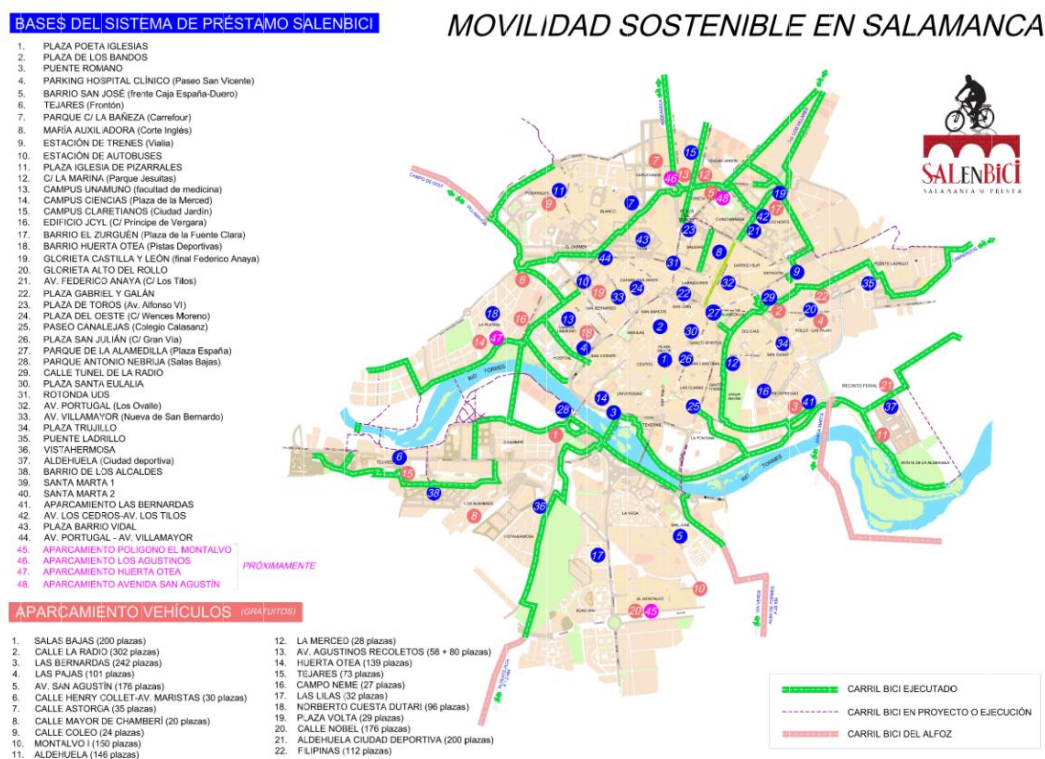 BASES DEL SISTEMA DE PRÉSTAMO SALENBICI
1. PLAZA POETA IGLESIAS
2. PLAZA DE LOS BANDOS
3. PUENTE ROMANO
4. PARKING HOSPITAL CLÍNICO (Paseo San Vicente)
5. BARRIO SAN JOSÉ (frente Caja España-Duero)
6. TEJARES (Frontón)
7. PARQUE C/ LA BAÑEZA (Carrefour)
8. MARÍA AUXILIADORA (Corte Inglés)
9. ESTACIÓN DE TRENES (Vialia)
10. ESTACIÓN DE AUTOBUSES
11. PLAZA IGLESIA DE PIZARRALES
12. C/ LA MARINA (Parque Jesuitas)
13. CAMPUS UNAMUNO (facultad de medicina)
14. CAMPUS CIENCIAS (Plaza de la Merced)
15. CAMPUS CLARETIANOS (Ciudad Jardín)
16. EDIFICIO JCYL (C/ Príncipe de Vergara)
17. BARRIO EL ZURGUÉN (Plaza de la Fuente Clara)
18. BARRIO HUERTA OTEA (Pistas Deportivas)
19. GLORIETA CASTILLA Y LEÓN (final Federico Anaya)
20. GLORIETA ALTO DEL ROLLO
21. AV. FEDERICO ANAYA (C/ Los Tilos)
22. PLAZA GABRIEL Y GALÁN
23. PLAZA DE TOROS (Av. Alfonso VI)
24. PLAZA DEL OESTE (C/ Wences Moreno)
25. PASEO CANALEJAS (Colegio Calasanz)
26. PLAZA SAN JULIÁN (C/ Gran Vía)
27. PARQUE DE LA ALAMEDILLA (Plaza España)
28. PARQUE ANTONIO NEBRIJA (Salas Bajas)
29. CALLE TUNEL DE LA RADIO
30. PLAZA SANTA EULALIA
31. ROTONDA UDS
32. AV. PORTUGAL (Los Ovalle)
33. AV. VILLAMAYOR (Nueva de San Bernardo)
34. PLAZA TRUJILLO
35. PUENTE LADRILLO
36. VISTAHERMOSA
37. ALDEHUELA (Ciudad deportiva)
38. BARRIO DE LOS ALCALDES
39. SANTA MARTA 1
40. SANTA MARTA 2
41. APARCAMIENTO LAS BERNARDAS
42. AV. LOS CEDROS-AV. LOS TILOS
43. PLAZA BARRIO VIDAL
44. AV. PORTUGAL - AV. VILLAMAYOR
45. APARCAMIENTO POLIGONO EL MONTALVO
46. APARCAMIENTO LOS AGUSTINOS
47. APARCAMIENTO HUERTA OTEA
48. APARCAMIENTO AVENIDA SAN AGUSTÍN
PRÓXIMAMENTE
APARCAMIENTO VEHÍCULOS (GRATUITOS)
1. SALAS BAJAS (200 plazas)
2. CALLE LA RADIO (302 plazas)
3. LAS BERNARDAS (242 plazas)
4. LAS PAJAS (101 plazas)
5. AV. SAN AGUSTÍN (176 plazas)
6. CALLE HENRY COLLET-AV. MARISTAS (30 plazas)
7. CALLE ASTORGA (35 plazas)
8. CALLE MAYOR DE CHAMBERÍ (20 plazas)
9. CALLE COLEO (24 plazas)
10. MONTALVO I (150 plazas)
11. ALDEHUELA (146 plazas)
12. LA MERCED (28 plazas)
13. AV. AGUSTINOS RECOLETOS (58 + 80 plazas)
14. HUERTA OTEA (139 plazas)
15. TEJARES (73 plazas)
16. CAMPO NEME (27 plazas)
17. LAS LILAS (32 plazas)
18. NORBERTO CUESTA DUTARI (96 plazas)
19. PLAZA VOLTA (29 plazas)
20. CALLE NOBEL (176 plazas)
21. ALDEHUELA CIUDAD DEPORTIVA (200 plazas)
22. FILIPINAS (112 plazas)
MOVILIDAD SOSTENIBLE EN SALAMANCA
SALENBICI
SALAMANCA SE PRESTA
RIO TORMES
RIO TORMES
PUENTE LADRILLO
RECINTO FERIAL
CHAMBERÍ
LA VEGA
SAN JOSÉ
VISTAHERMOSA
EL MONTALVO
CARRIL BICI EJECUTADO
CARRIL BICI EN PROYECTO O EJECUCIÓN
CARRIL BICI DEL ALFOZ